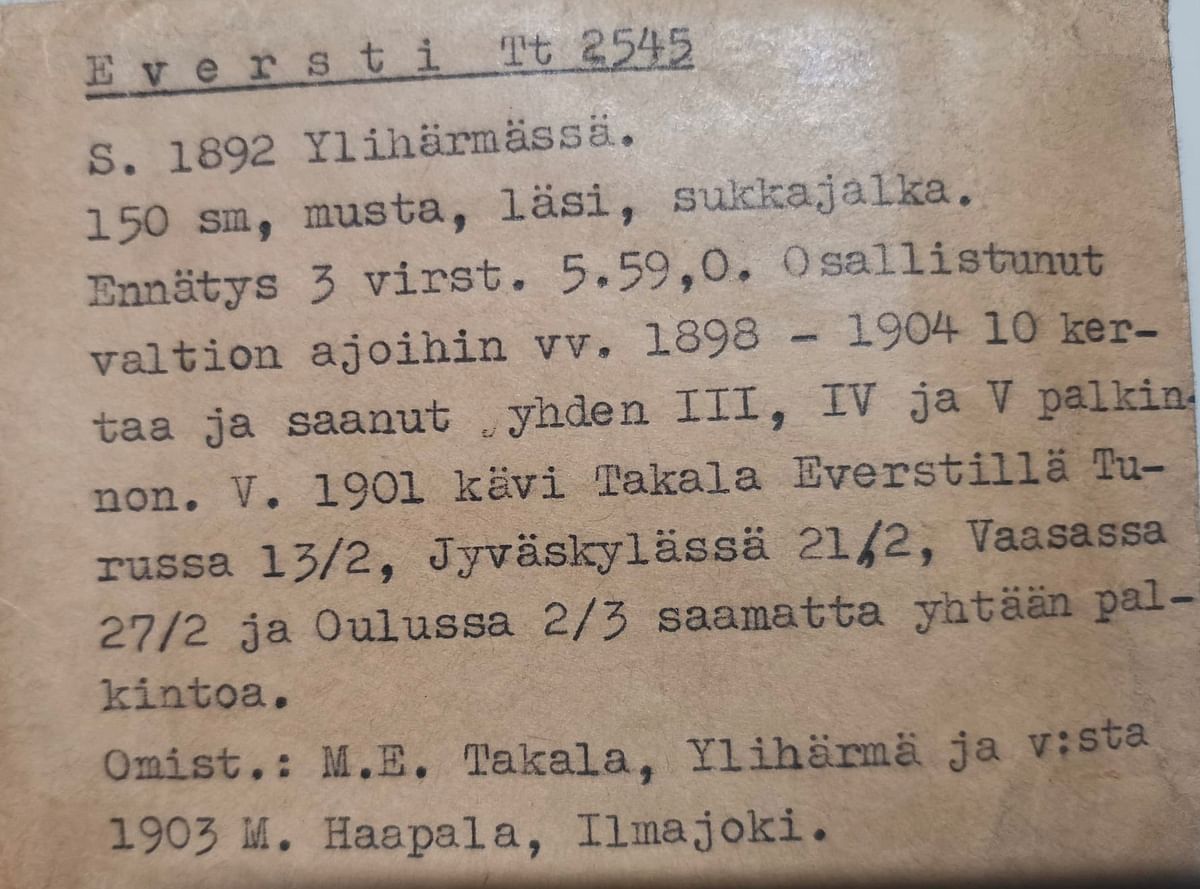 E v e r s t i Tt 2545
S. 1892 Ylihärmässä.
150 sm, musta, läsi, sukkajalka.
Ennätys 3 virst. 5.59,0. Osallistunut
valtion ajoihin vv. 1898 - 1904 10 ker-
taa ja saanut yhden III, IV ja V palkin-
non. V. 1901 kävi Takala Everstillä Tu-
russa 13/2, Jyväskylässä 21/2, Vaasassa
27/2 ja Oulussa 2/3 saamatta yhtään pal-
kintoa.
Omist.: M.E. Takala, Ylihärmä ja v:sta
1903 M. Haapala, Ilmajoki.